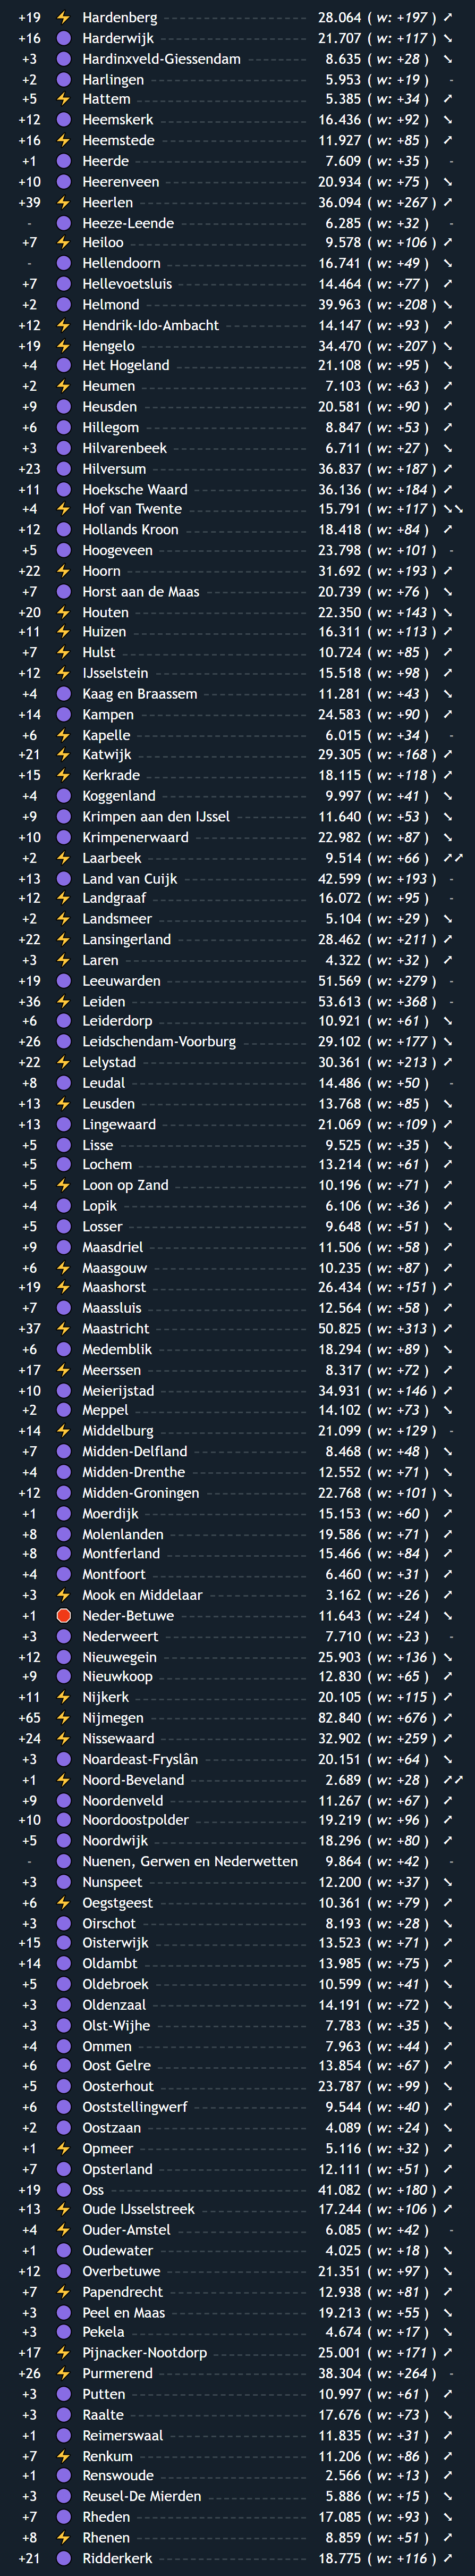 +19 Hardenberg 28.064 ( w: +197 )
+16 Harderwijk 21.707 ( w: +117 )
+3 Hardinxveld-Giessendam 8.635 ( w: +28 )
+2 Harlingen 5.953 ( w: +19 ) -
+5 Hattem 5.385 ( w: +34 )
+12 Heemskerk 16.436 ( w: +92 )
+16 Heemstede 11.927 ( w: +85 )
+1 Heerde 7.609 ( w: +35 ) -
+10 Heerenveen 20.934 ( w: +75 )
+39 Heerlen 36.094 ( w: +267 )
- Heeze-Leende 6.285 ( w: +32 ) -
+7 Heiloo 9.578 ( w: +106 )
- Hellendoorn 16.741 ( w: +49 )
+7 Hellevoetsluis 14.464 ( w: +77 )
+2 Helmond 39.963 ( w: +208 )
+12 Hendrik-Ido-Ambacht 14.147 ( w: +93 )
+19 Hengelo 34.470 ( w: +207 )
+4 Het Hogeland 21.108 ( w: +95 )
+2 Heumen 7.103 ( w: +63 )
+9 Heusden 20.581 ( w: +90 )
+6 Hillegom 8.847 ( w: +53 )
+3 Hilvarenbeek 6.711 ( w: +27 )
+23 Hilversum 36.837 ( w: +187 )
+11 Hoeksche Waard 36.136 ( w: +184 )
+4 Hof van Twente 15.791 ( w: +117 )
+12 Hollands Kroon 18.418 ( w: +84 )
+5 Hoogeveen 23.798 ( w: +101 ) -
+22 Hoorn 31.692 ( w: +193 )
+7 Horst aan de Maas 20.739 ( w: +76 )
+20 Houten 22.350 ( w: +143 )
+11 Huizen 16.311 ( w: +113 )
+7 Hulst 10.724 ( w: +85 )
+12 IJsselstein 15.518 ( w: +98 )
+4 Kaag en Braassem 11.281 ( w: +43 )
+14 Kampen 24.583 ( w: +90 )
+6 Kapelle 6.015 ( w: +34 ) -
+21 Katwijk 29.305 ( w: +168 )
+15 Kerkrade 18.115 ( w: +118 )
+4 Koggenland 9.997 ( w: +41 )
+9 Krimpen aan den IJssel 11.640 ( w: +53 )
+10 Krimpenerwaard 22.982 ( w: +87 )
+2 Laarbeek 9.514 ( w: +66 )
+13 Land van Cuijk 42.599 ( w: +193 ) -
+12 Landgraaf 16.072 ( w: +95 ) -
+2 Landsmeer 5.104 ( w: +29 )
+22 Lansingerland 28.462 ( w: +211 )
+3 Laren 4.322 ( w: +32 )
+19 Leeuwarden 51.569 ( w: +279 ) -
+36 Leiden 53.613 ( w: +368 ) -
+6 Leiderdorp 10.921 ( w: +61 )
+26 Leidschendam-Voorburg 29.102 ( w: +177 )
+22 Lelystad 30.361 ( w: +213 )
+8 Leudal 14.486 ( w: +50 ) -
+13 Leusden 13.768 ( w: +85 )
+13 Lingewaard 21.069 ( w: +109 )
+5 Lisse 9.525 ( w: +35 )
+5 Lochem 13.214 ( w: +61 )
+5 Loon op Zand 10.196 ( w: +71 )
+4 Lopik 6.106 ( w: +36 )
+5 Losser 9.648 ( w: +51 )
+9 Maasdriel 11.506 ( w: +58 )
+6 Maasgouw 10.235 ( w: +87 )
+19 Maashorst 26.434 ( w: +151 )
+7 Maassluis 12.564 ( w: +58 )
+37 Maastricht 50.825 ( w: +313 )
+6 Medemblik 18.294 ( w: +89 )
+17 Meerssen 8.317 ( w: +72 )
+10 Meierijstad 34.931 ( w: +146 )
+2 Meppel 14.102 ( w: +73 )
+14 Middelburg 21.099 ( w: +129 ) -
+7 Midden-Delfland 8.468 ( w: +48 )
+4 Midden-Drenthe 12.552 ( w: +71 )
+12 Midden-Groningen 22.768 ( w: +101 )
+1 Moerdijk 15.153 ( w: +60 )
+8 Molenlanden 19.586 ( w: +71 )
+8 Montferland 15.466 ( w: +84 )
+4 Montfoort 6.460 ( w: +31 )
+3 Mook en Middelaar 3.162 ( w: +26 )
+1 Neder-Betuwe 11.643 ( w: +24 )
+3 Nederweert 7.710 ( w: +23 ) -
+12 Nieuwegein 25.903 ( w: +136 )
+9 Nieuwkoop 12.830 ( w: +65 )
+11 Nijkerk 20.105 ( w: +115 )
+65 Nijmegen 82.840 ( w: +676 )
+24 Nissewaard 32.902 ( w: +259 )
+3 Noardeast-Fryslân 20.151 ( w: +64 )
+1 Noord-Beveland 2.689 ( w: +28 )
+9 Noordenveld 11.267 ( w: +67 )
+10 Noordoostpolder 19.219 ( w: +96 )
+5 Noordwijk 18.296 ( w: +80 )
- Nuenen, Gerwen en Nederwetten 9.864 ( w: +42 ) -
+3 Nunspeet 12.200 ( w: +37 )
+6 Oegstgeest 10.361 ( w: +79 )
+3 Oirschot 8.193 ( w: +28 )
+15 Oisterwijk 13.523 ( w: +71 )
+14 Oldambt 13.985 ( w: +75 )
+5 Oldebroek 10.599 ( w: +41 )
+3 Oldenzaal 14.191 ( w: +72 )
+3 Olst-Wijhe 7.783 ( w: +35 )
+4 Ommen 7.963 ( w: +44 )
+6 Oost Gelre 13.854 ( w: +67 )
+5 Oosterhout 23.787 ( w: +99 )
+6 Ooststellingwerf 9.544 ( w: +40 )
+2 Oostzaan 4.089 ( w: +24 )
+1 Opmeer 5.116 ( w: +32 )
+7 Opsterland 12.111 ( w: +51 )
+19 Oss 41.082 ( w: +180 )
+13 Oude IJsselstreek 17.244 ( w: +106 )
+4 Ouder-Amstel 6.085 ( w: +42 ) -
+1 Oudewater 4.025 ( w: +18 )
+12 Overbetuwe 21.351 ( w: +97 )
+7 Papendrecht 12.938 ( w: +81 )
+3 Peel en Maas 19.213 ( w: +55 )
+3 Pekela 4.674 ( w: +17 )
+17 Pijnacker-Nootdorp 25.001 ( w: +171 )
+26 Purmerend 38.304 ( w: +264 ) -
+3 Putten 10.997 ( w: +61 )
+3 Raalte 17.676 ( w: +73 )
+1 Reimerswaal 11.835 ( w: +31 )
+7 Renkum 11.206 ( w: +86 )
+1 Renswoude 2.566 ( w: +13 )
+3 Reusel-De Mierden 5.886 ( w: +15 )
+7 Rheden 17.085 ( w: +93 )
+8 Rhenen 8.859 ( w: +51 )
+21 Ridderkerk 18.775 ( w: +116 )